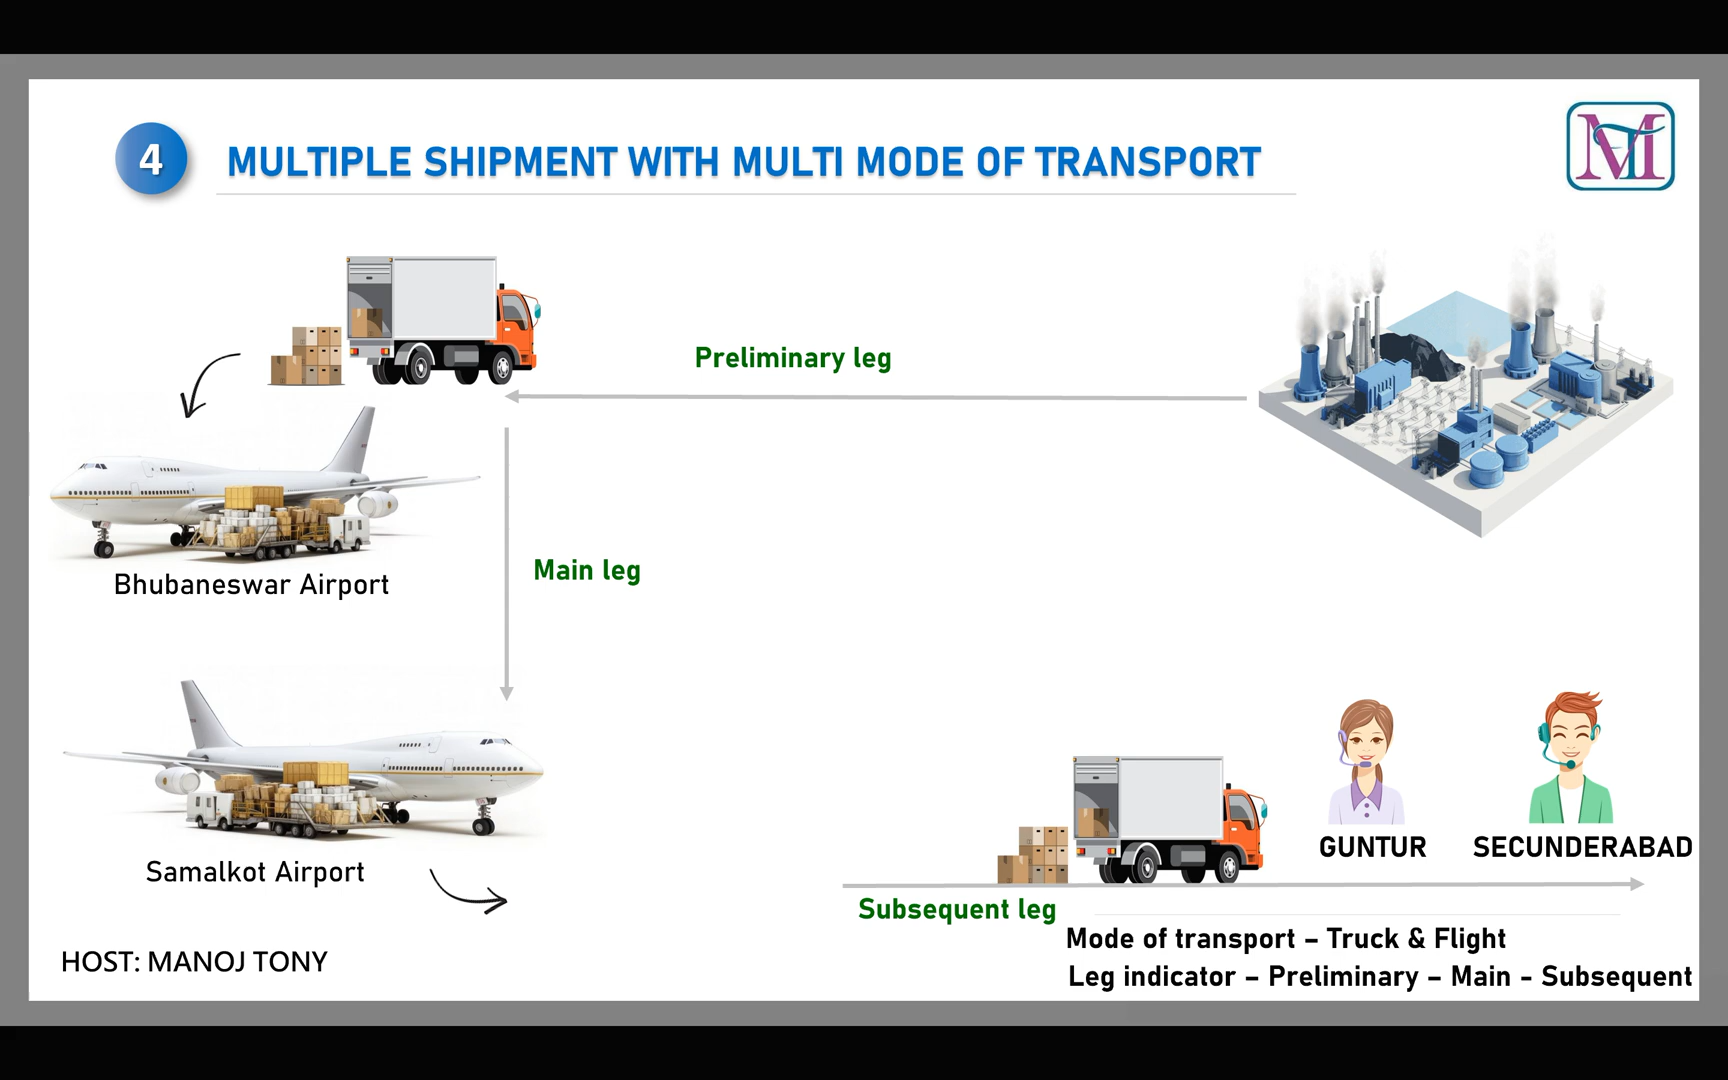 4
MULTIPLE SHIPMENT WITH MULTI MODE OF TRANSPORT
MT
Preliminary leg
Bhubaneswar Airport
Main leg
Samalkot Airport
GUNTUR
SECUNDERABAD
Subsequent leg
Mode of transport – Truck & Flight
Leg indicator – Preliminary – Main - Subsequent
HOST: MANOJ TONY